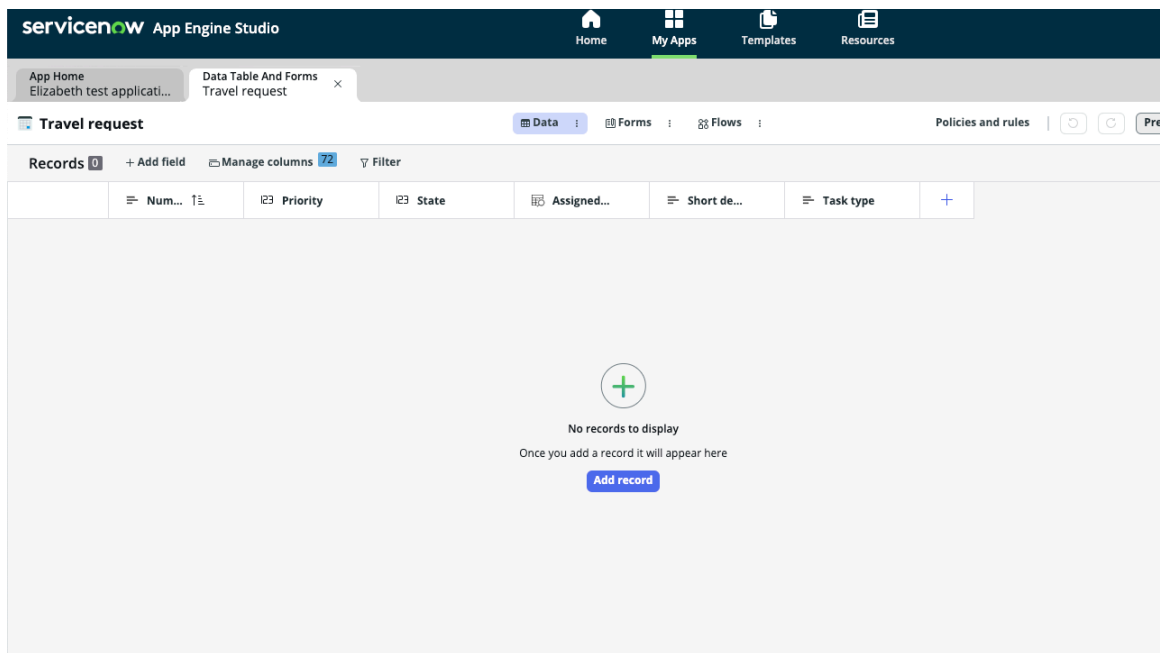 servicenow App Engine Studio
Home
My Apps
Templates
Resources
App Home
Elizabeth test applicati...
Data Table And Forms
Travel request
Travel request
Data
Forms
Flows
Policies and rules
Pre
Records 0
+ Add field
Manage columns 72
Filter
Num...
123 Priority
123 State
Assigned...
Short de...
Task type
No records to display
Once you add a record it will appear here
Add record